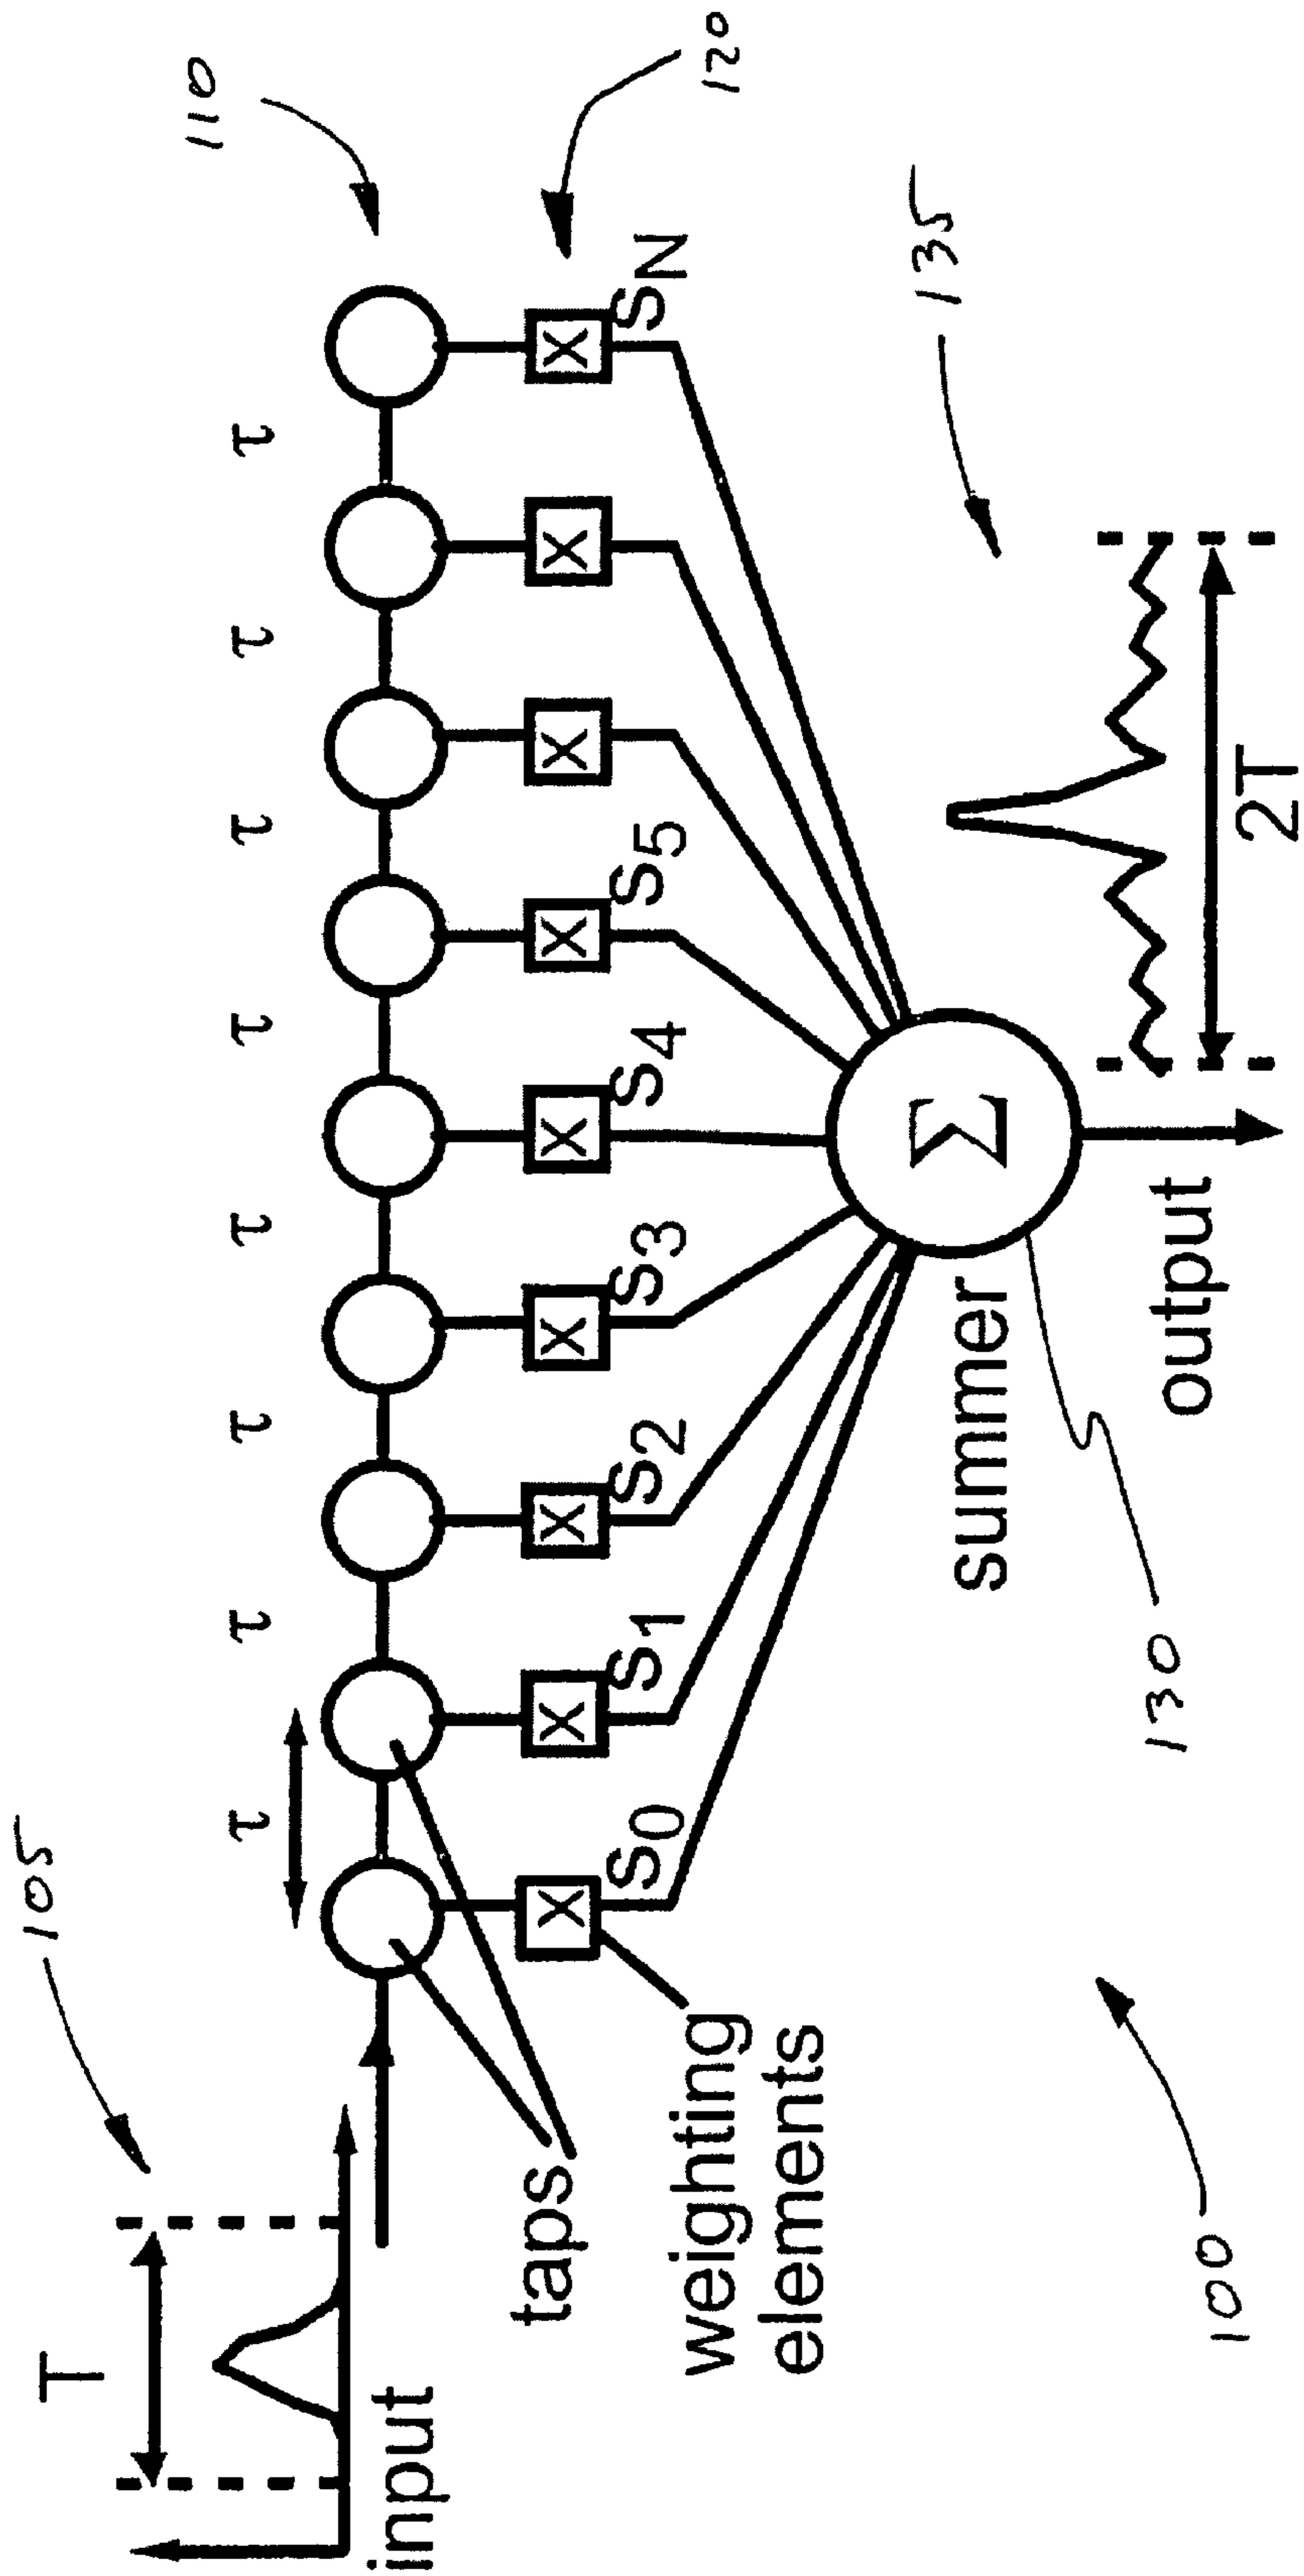 110
120
105
T
τ τ τ τ τ τ τ τ
input
taps
X X X X X X X X X
S0 S1 S2 S3 S4 S5 SN
weighting
elements
135
Σ
summer
2T
output
130
100